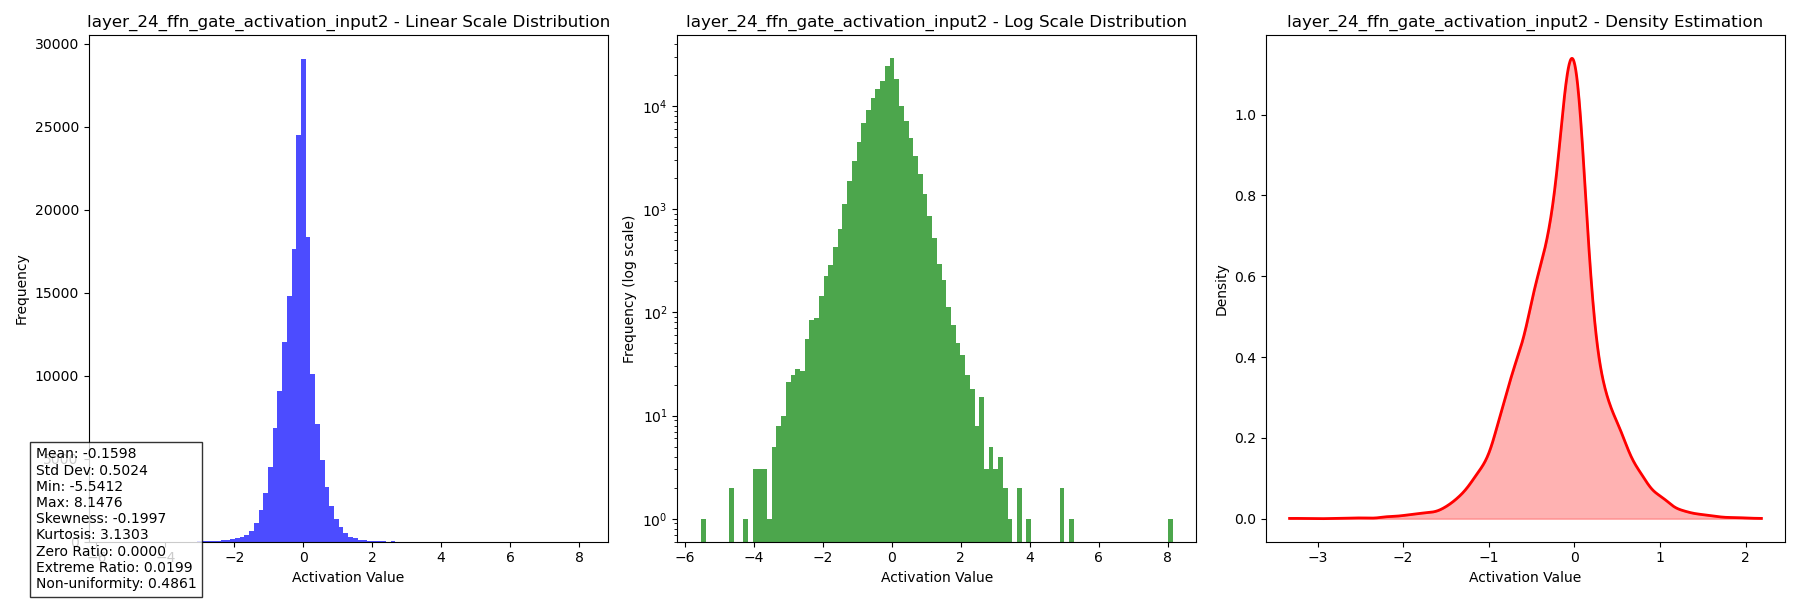 layer_24_ffn_gate_activation_input2 - Linear Scale Distribution
30000
25000
20000
15000
10000
Frequency
−2
0
2
4
6
8
Activation Value
Mean: -0.1598
Std Dev: 0.5024
Min: -5.5412
Max: 8.1476
Skewness: -0.1997
Kurtosis: 3.1303
Zero Ratio: 0.0000
Extreme Ratio: 0.0199
Non-uniformity: 0.4861
layer_24_ffn_gate_activation_input2 - Log Scale Distribution
10⁴
10³
10²
10¹
10⁰
Frequency (log scale)
−6
−4
−2
0
2
4
6
8
Activation Value
layer_24_ffn_gate_activation_input2 - Density Estimation
1.0
0.8
0.6
0.4
0.2
0.0
Density
−3
−2
−1
0
1
2
Activation Value